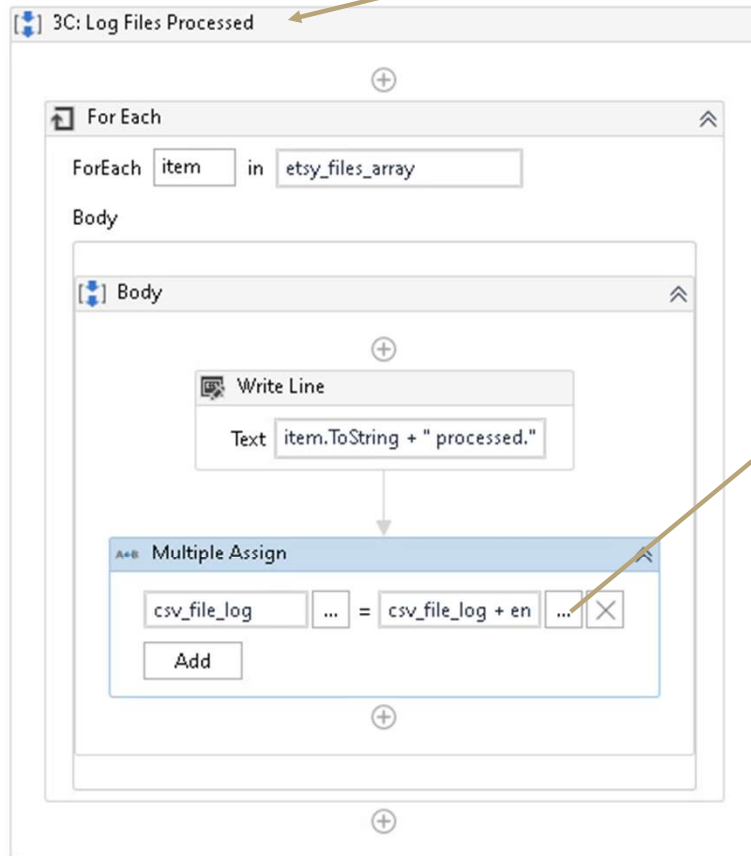 3C: Log Files Processed
For Each
ForEach item in etsy_files_array
Body
Body
Write Line
Text item.ToString + " processed."
A+B Multiple Assign
csv_file_log ... = csv_file_log + en ...
Add